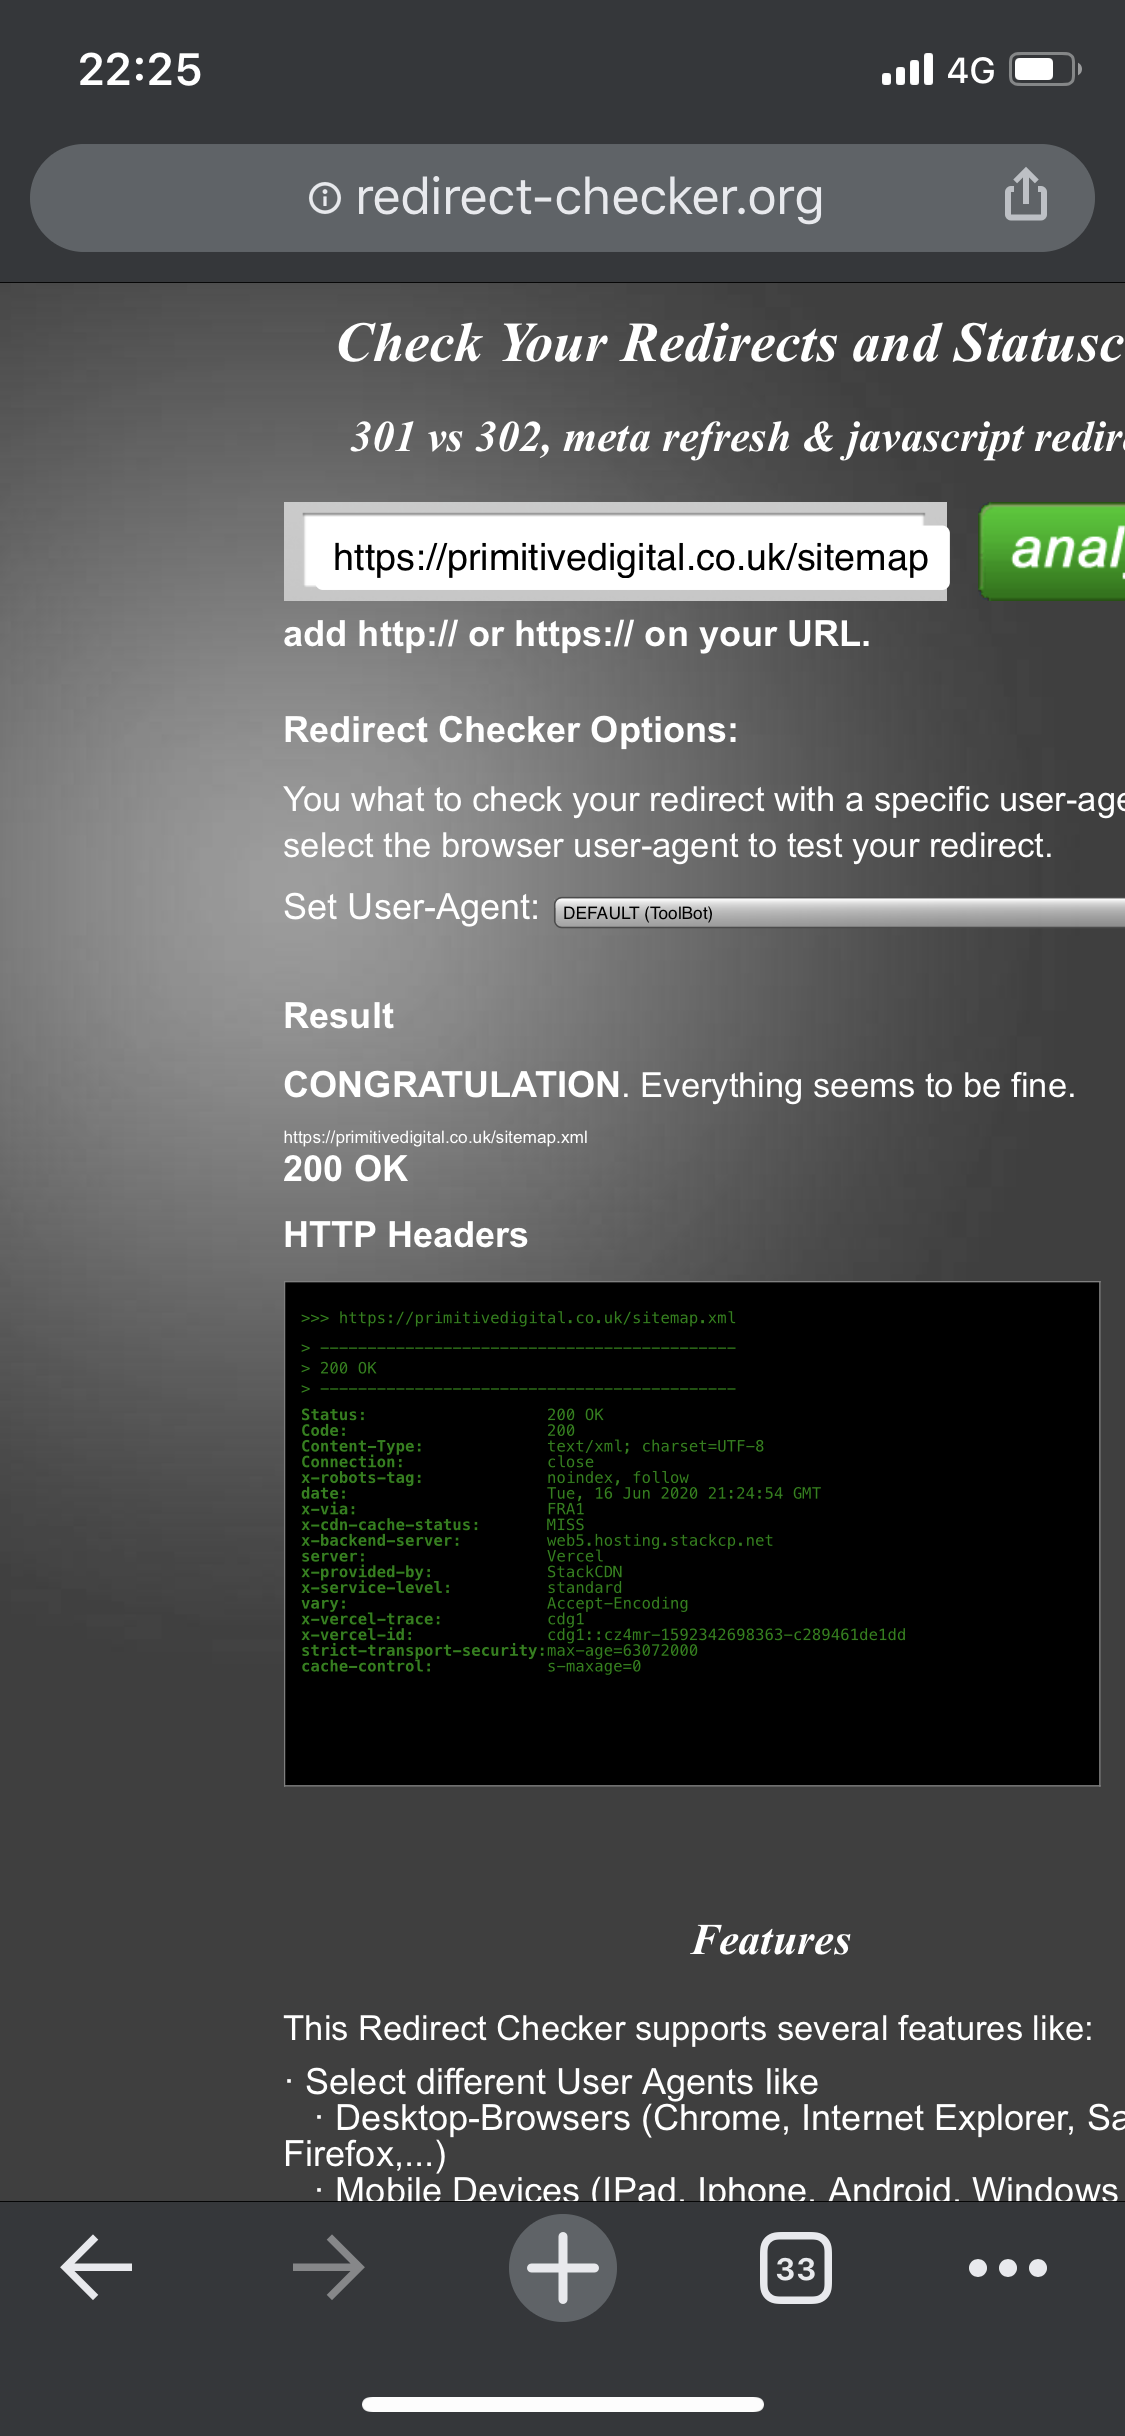 22:25
4G
redirect-checker.org
Check Your Redirects and Statusc
301 vs 302, meta refresh & javascript redir
https://primitivedigital.co.uk/sitemap
anal
add http:// or https:// on your URL.
Redirect Checker Options:
You what to check your redirect with a specific user-age
select the browser user-agent to test your redirect.
Set User-Agent: DEFAULT (ToolBot)
Result
CONGRATULATION. Everything seems to be fine.
https://primitivedigital.co.uk/sitemap.xml
200 OK
HTTP Headers
>>> https://primitivedigital.co.uk/sitemap.xml
> --------------------------------------------
> 200 OK
> --------------------------------------------
Status: 200 OK
Code: 200
Content-Type: text/xml; charset=UTF-8
Connection: close
x-robots-tag: noindex, follow
date: Tue, 16 Jun 2020 21:24:54 GMT
x-via: FRA1
x-cdn-cache-status: MISS
x-backend-server: web5.hosting.stackcp.net
server: Vercel
x-provided-by: StackCDN
x-service-level: standard
vary: Accept-Encoding
x-vercel-trace: cdg1
x-vercel-id: cdg1::cz4mr-1592342698363-c289461de1dd
strict-transport-security:max-age=63072000
cache-control: s-maxage=0
Features
This Redirect Checker supports several features like:
· Select different User Agents like
· Desktop-Browsers (Chrome, Internet Explorer, Sa
Firefox,...)
· Mobile Devices (IPad, Iphone, Android, Windows
33